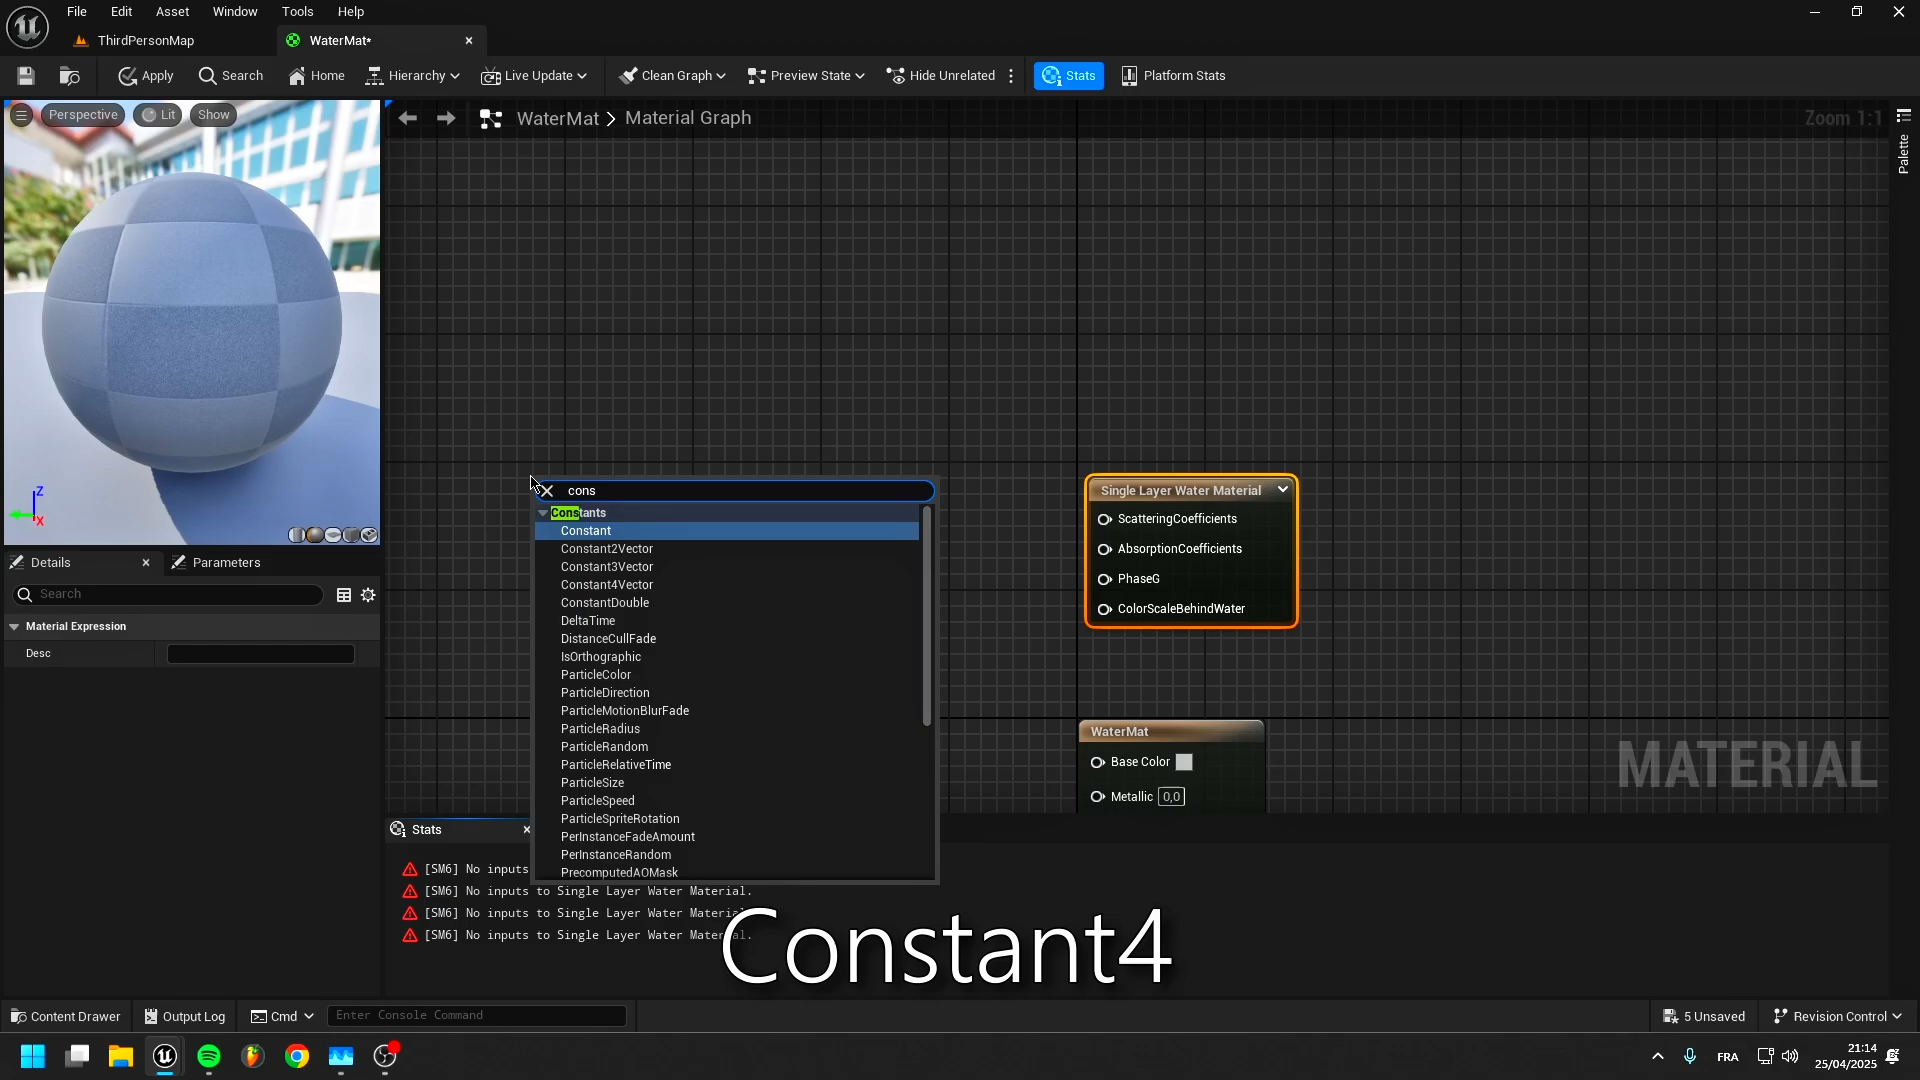 File Edit Asset Window Tools Help
ThirdPersonMap WaterMat*
Apply Search Home Hierarchy Live Update Clean Graph Preview State Hide Unrelated Stats Platform Stats
Perspective Lit Show
WaterMat > Material Graph
Zoom 1:1
Palette
Z
X
cons
Constants
Constant
Constant2Vector
Constant3Vector
Constant4Vector
ConstantDouble
DeltaTime
DistanceCullFade
IsOrthographic
ParticleColor
ParticleDirection
ParticleMotionBlurFade
ParticleRadius
ParticleRandom
ParticleRelativeTime
ParticleSize
ParticleSpeed
ParticleSpriteRotation
PerInstanceFadeAmount
PerInstanceRandom
PrecomputedAOMask
Single Layer Water Material
ScatteringCoefficients
AbsorptionCoefficients
PhaseG
ColorScaleBehindWater
WaterMat
Base Color
Metallic 0,0
MATERIAL
Details Parameters
Search
Material Expression
Desc
Stats
[SM6] No inputs
[SM6] No inputs to Single Layer Water Material.
[SM6] No inputs to Single Layer Water Material.
[SM6] No inputs to Single Layer Water Material.
Constant4
Content Drawer Output Log Cmd Enter Console Command 5 Unsaved Revision Control
FRA 21:14
25/04/2025